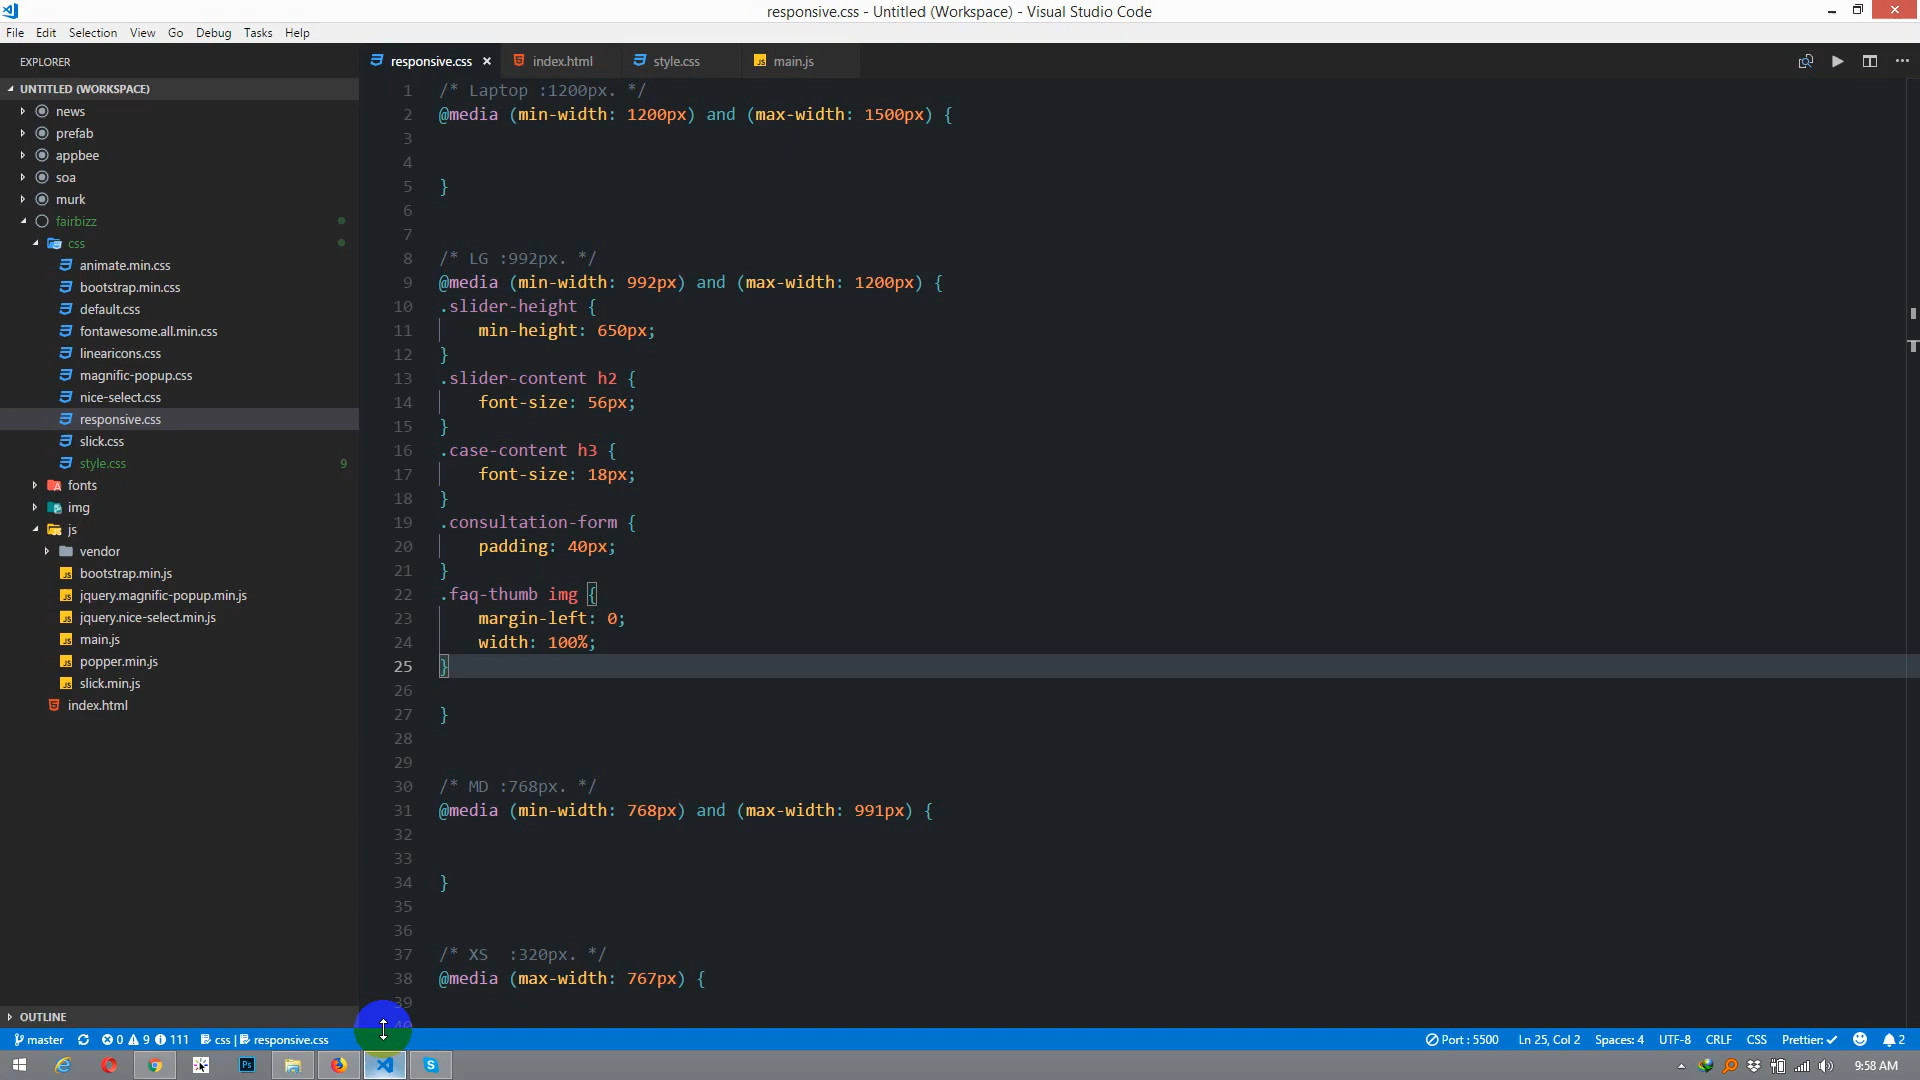 responsive.css - Untitled (Workspace) - Visual Studio Code
File Edit Selection View Go Debug Tasks Help
EXPLORER
responsive.css × index.html style.css main.js
UNTITLED (WORKSPACE)
news
prefab
appbee
soa
murk
fairbizz
css
animate.min.css
bootstrap.min.css
default.css
fontawesome.all.min.css
linearicons.css
magnific-popup.css
nice-select.css
responsive.css
slick.css
style.css 9
fonts
img
js
vendor
bootstrap.min.js
jquery.magnific-popup.min.js
jquery.nice-select.min.js
main.js
popper.min.js
slick.min.js
index.html
OUTLINE
1 /* Laptop :1200px. */
2 @media (min-width: 1200px) and (max-width: 1500px) {
3
4
5 }
6
7
8 /* LG :992px. */
9 @media (min-width: 992px) and (max-width: 1200px) {
10 .slider-height {
11 min-height: 650px;
12 }
13 .slider-content h2 {
14 font-size: 56px;
15 }
16 .case-content h3 {
17 font-size: 18px;
18 }
19 .consultation-form {
20 padding: 40px;
21 }
22 .faq-thumb img {
23 margin-left: 0;
24 width: 100%;
25 }
26
27 }
28
29
30 /* MD :768px. */
31 @media (min-width: 768px) and (max-width: 991px) {
32
33
34 }
35
36
37 /* XS :320px. */
38 @media (max-width: 767px) {
39
40
master 0 9 111 css | responsive.css Port : 5500 Ln 25, Col 2 Spaces: 4 UTF-8 CRLF CSS Prettier: ✓ 2
9:58 AM